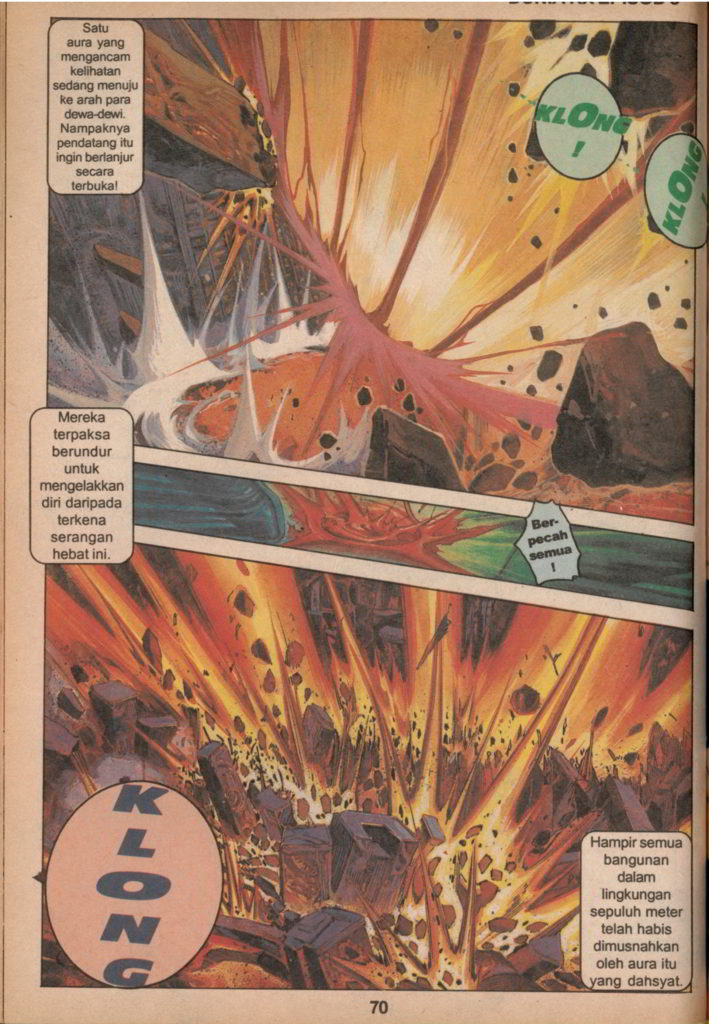 Satu
aura yang
mengancam
kelihatan
sedang menuju
ke arah para
dewa-dewi.
Nampaknya
pendatang itu
ingin berlanjur
secara
terbuka!
KLONG
!
KLONG
!
Mereka
terpaksa
berundur
untuk
mengelakkan
diri daripada
terkena
serangan
hebat ini.
Ber-
pecah
semua
!
KLONG
Hampir semua
bangunan
dalam
lingkungan
sepuluh meter
telah habis
dimusnahkan
oleh aura itu
yang dahsyat.
70